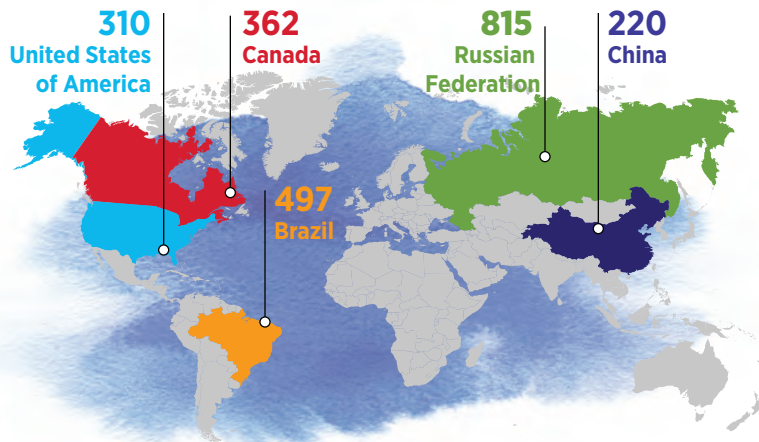 310
United States
of America
362
Canada
815
Russian
Federation
220
China
497
Brazil